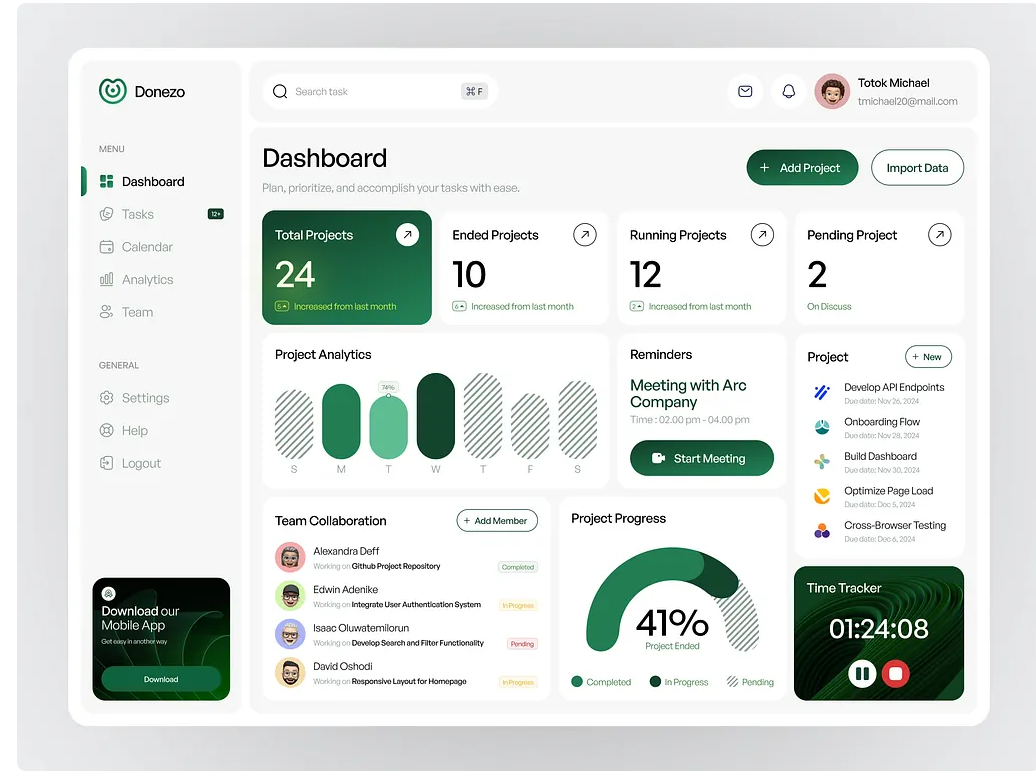 Donezo
MENU
Dashboard
Tasks
12+
Calendar
Analytics
Team
GENERAL
Settings
Help
Logout
Download our
Mobile App
Get easy in another way
Download
Search task
⌘ F
Totok Michael
tmichael20@mail.com
Dashboard
Plan, prioritize, and accomplish your tasks with ease.
+ Add Project
Import Data
Total Projects
24
5 Increased from last month
Ended Projects
10
6 Increased from last month
Running Projects
12
2 Increased from last month
Pending Project
2
On Discuss
Project Analytics
74%
S M T W T F S
Reminders
Meeting with Arc
Company
Time : 02.00 pm - 04.00 pm
Start Meeting
Project
+ New
Develop API Endpoints
Due date: Nov 26, 2024
Onboarding Flow
Due date: Nov 28, 2024
Build Dashboard
Due date: Nov 30, 2024
Optimize Page Load
Due date: Dec 5, 2024
Cross-Browser Testing
Due date: Dec 6, 2024
Team Collaboration
+ Add Member
Alexandra Deff
Working on Github Project Repository
Completed
Edwin Adenike
Working on Integrate User Authentication System
In Progress
Isaac Oluwatemilorun
Working on Develop Search and Filter Functionality
Pending
David Oshodi
Working on Responsive Layout for Homepage
In Progress
Project Progress
41%
Project Ended
Completed
In Progress
Pending
Time Tracker
01:24:08